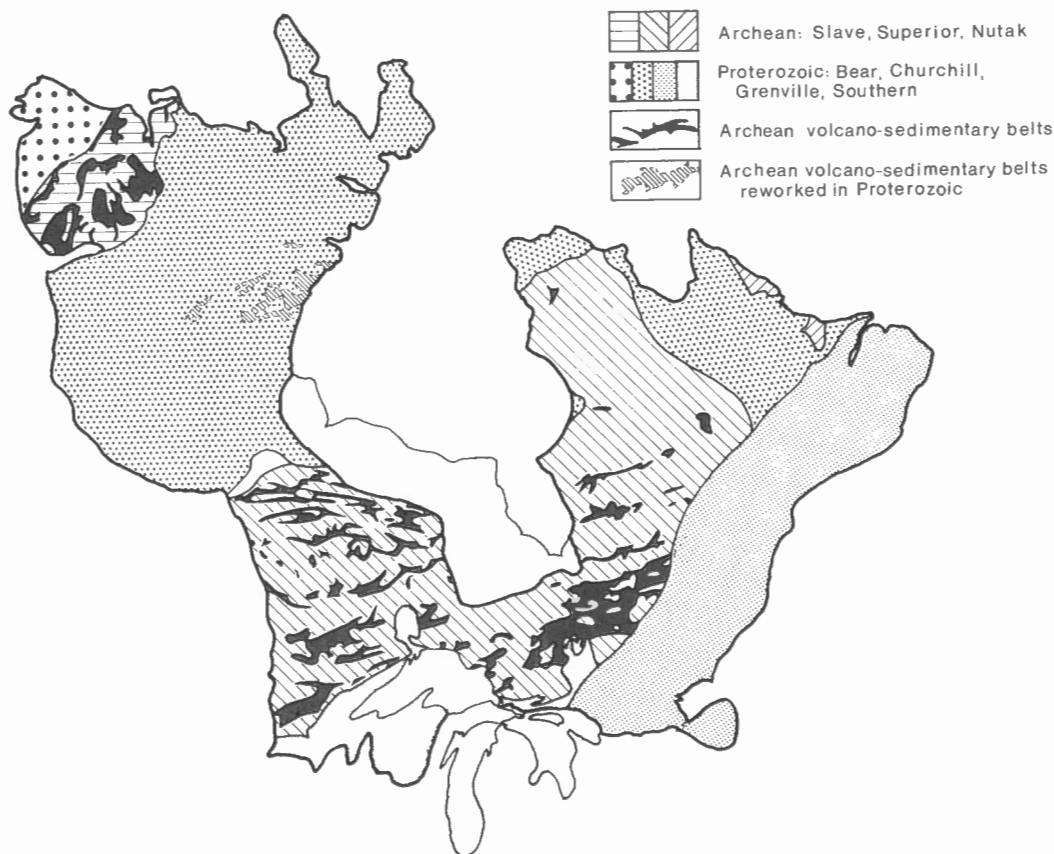 Archean: Slave, Superior, Nutak
Proterozoic: Bear, Churchill,
Grenville, Southern
Archean volcano-sedimentary belts
Archean volcano-sedimentary belts
reworked in Proterozoic